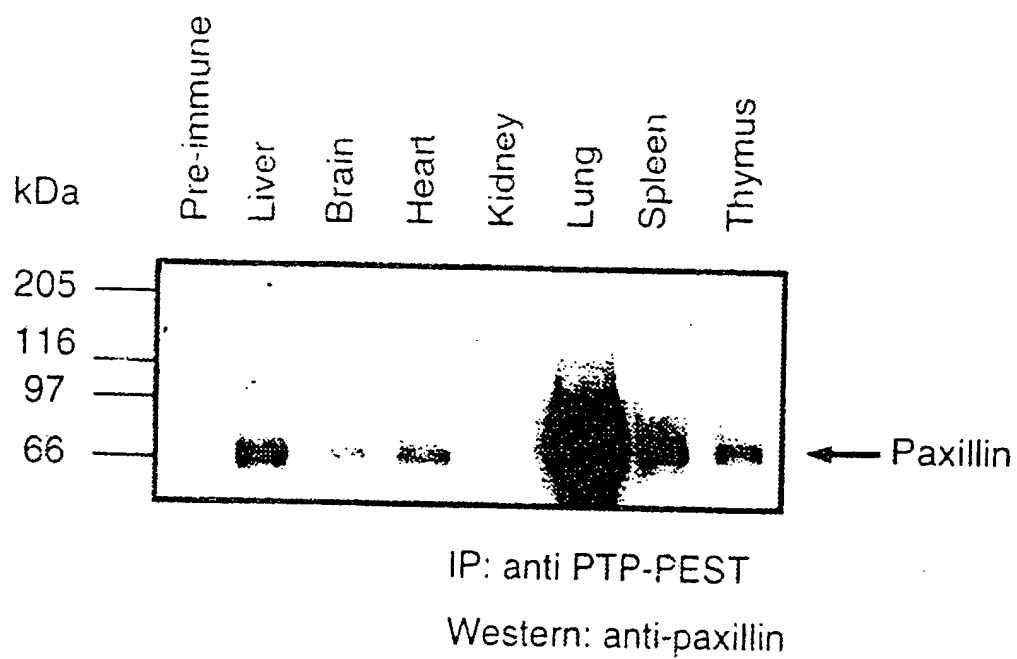 kDa
Pre-immune
Liver
Brain
Heart
Kidney
Lung
Spleen
Thymus
205
116
97
66
Paxillin
IP: anti PTP-PEST
Western: anti-paxillin